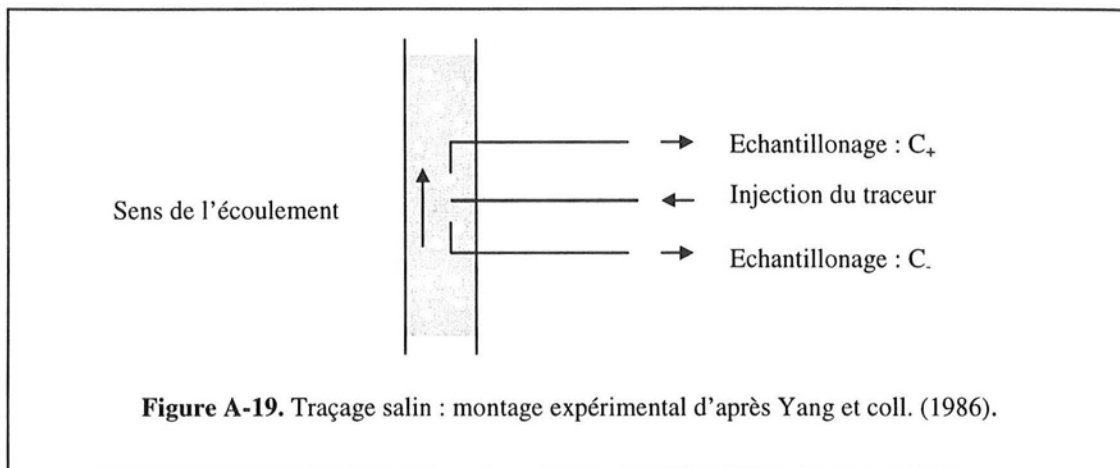 Echantillonage : C₊
Injection du traceur
Sens de l'écoulement
Echantillonage : C₋
Figure A-19. Traçage salin : montage expérimental d'après Yang et coll. (1986).